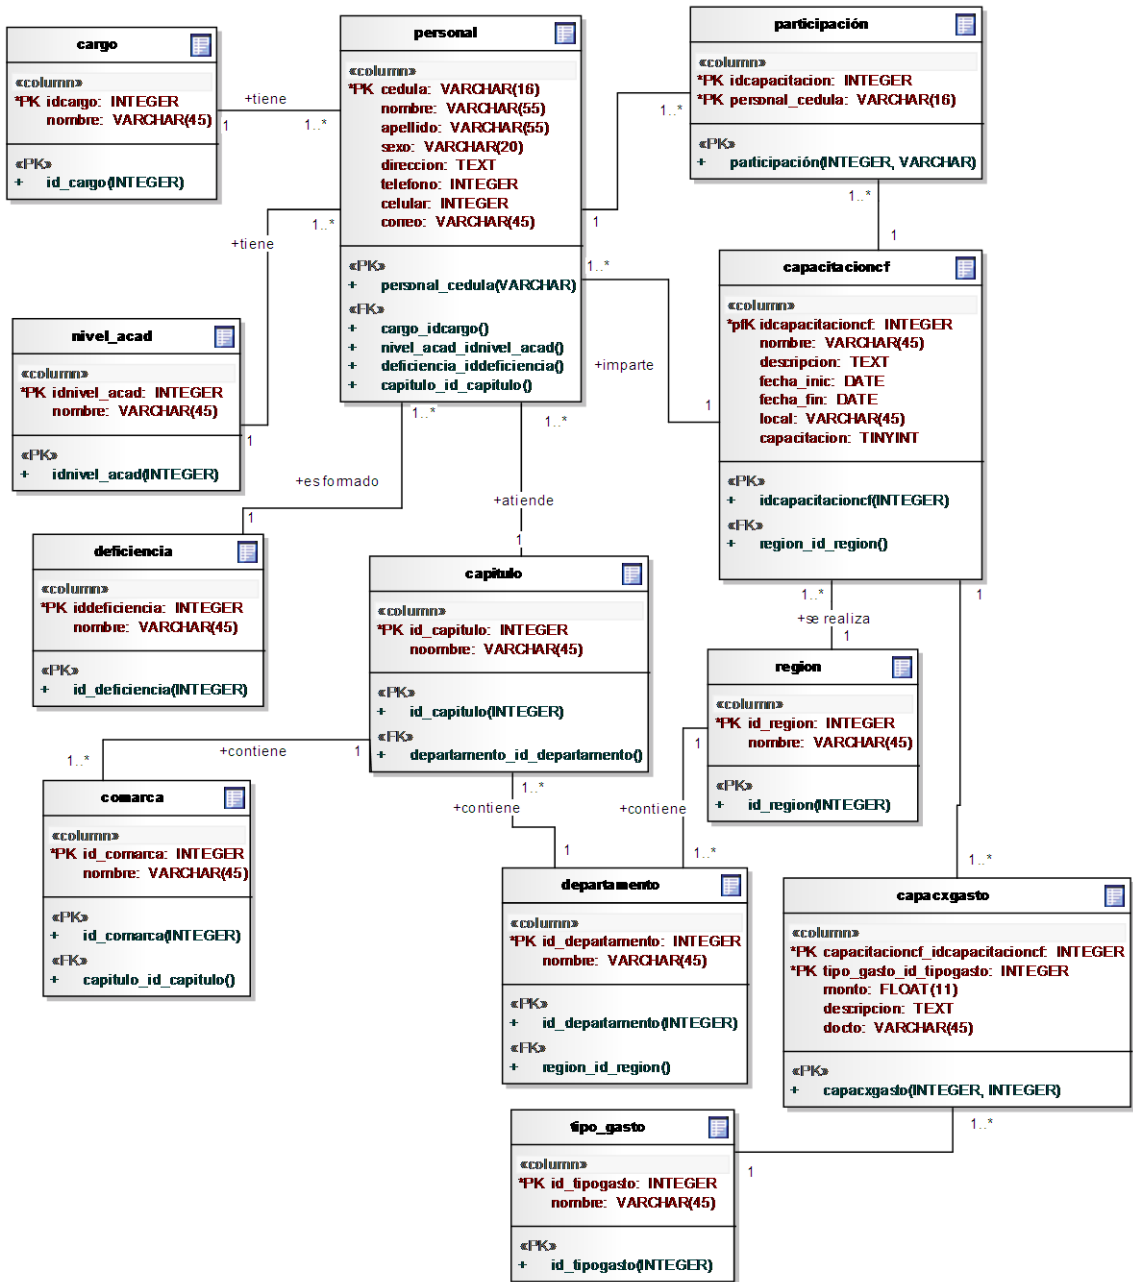 cargo
«column»
*PK idcargo: INTEGER
nombre: VARCHAR(45)
«PK»
+ id_cargo(INTEGER)
+tiene
1
1..*
personal
«column»
*PK cedula: VARCHAR(16)
nombre: VARCHAR(55)
apellido: VARCHAR(55)
sexo: VARCHAR(20)
direccion: TEXT
telefono: INTEGER
celular: INTEGER
correo: VARCHAR(45)
«PK»
+ personal_cedula(VARCHAR)
«FK»
+ cargo_idcargo()
+ nivel_acad_idnivel_acad()
+ deficiencia_iddeficiencia()
+ capitulo_id_capitulo()
participación
«column»
*PK idcapacitacion: INTEGER
*PK personal_cedula: VARCHAR(16)
«PK»
+ participación(INTEGER, VARCHAR)
1..*
1
1..*
1
1..*
+tiene
1
nivel_acad
«column»
*PK idnivel_acad: INTEGER
nombre: VARCHAR(45)
«PK»
+ idnivel_acad(INTEGER)
1..*
+imparte
1
capacitacioncf
«column»
*pfK idcapacitacioncf: INTEGER
nombre: VARCHAR(45)
descripcion: TEXT
fecha_inic: DATE
fecha_fin: DATE
local: VARCHAR(45)
capacitacion: TINYINT
«PK»
+ idcapacitacioncf(INTEGER)
«FK»
+ region_id_region()
1..*
+es formado
1
1..*
+atiende
1
deficiencia
«column»
*PK iddeficiencia: INTEGER
nombre: VARCHAR(45)
«PK»
+ id_deficiencia(INTEGER)
capitulo
«column»
*PK id_capitulo: INTEGER
noombre: VARCHAR(45)
«PK»
+ id_capitulo(INTEGER)
«FK»
+ departamento_id_departamento()
1..*
+se realiza
1
1
region
«column»
*PK id_region: INTEGER
nombre: VARCHAR(45)
«PK»
+ id_region(INTEGER)
+contiene
1
1..*
comarca
«column»
*PK id_comarca: INTEGER
nombre: VARCHAR(45)
«PK»
+ id_comarca(INTEGER)
«FK»
+ capitulo_id_capitulo()
1..*
+contiene
1
1
+contiene
1..*
departamento
«column»
*PK id_departamento: INTEGER
nombre: VARCHAR(45)
«PK»
+ id_departamento(INTEGER)
«FK»
+ region_id_region()
1..*
capacxgasto
«column»
*PK capacitacioncf_idcapacitacioncf: INTEGER
*PK tipo_gasto_id_tipogasto: INTEGER
monto: FLOAT(11)
descripcion: TEXT
docto: VARCHAR(45)
«PK»
+ capacxgasto(INTEGER, INTEGER)
1..*
1
tipo_gasto
«column»
*PK id_tipogasto: INTEGER
nombre: VARCHAR(45)
«PK»
+ id_tipogasto(INTEGER)